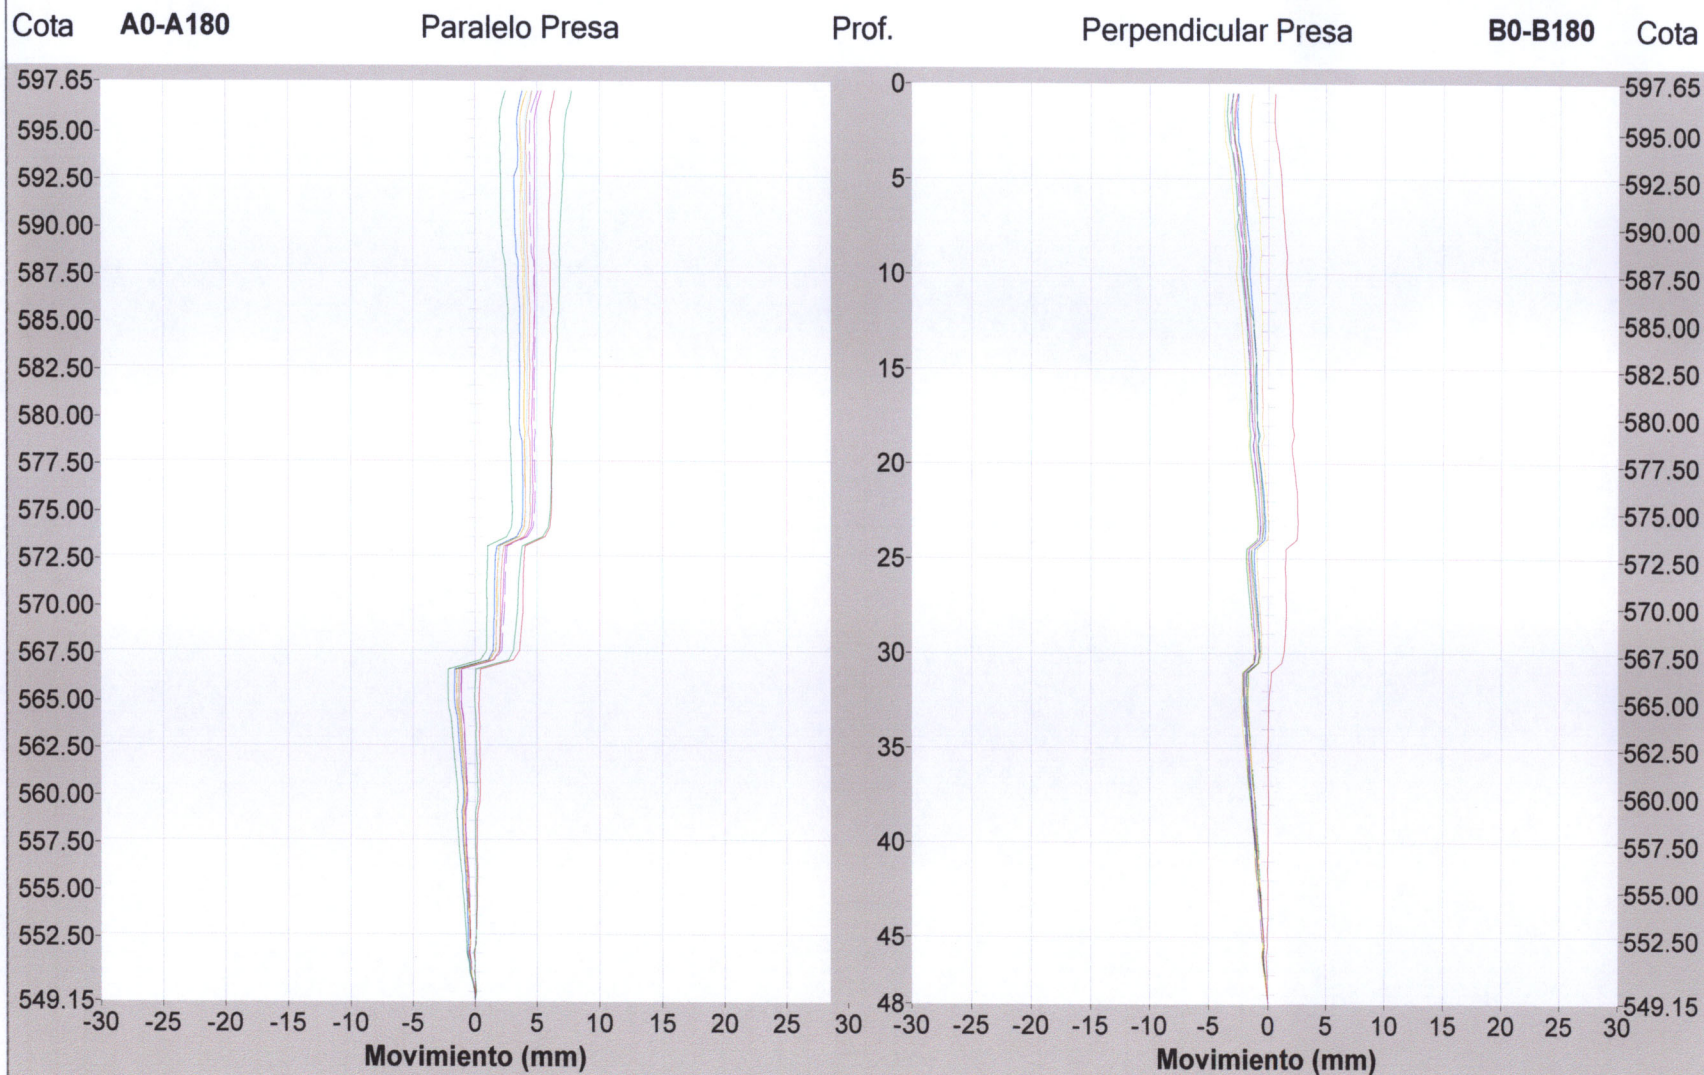 Cota A0-A180 Paralelo Presa Prof. Perpendicular Presa B0-B180 Cota
597.65 0 597.65
595.00 595.00
592.50 5 592.50
590.00 590.00
587.50 10 587.50
585.00 585.00
582.50 15 582.50
580.00 580.00
577.50 20 577.50
575.00 575.00
572.50 25 572.50
570.00 570.00
567.50 30 567.50
565.00 565.00
562.50 35 562.50
560.00 560.00
557.50 40 557.50
555.00 555.00
552.50 45 552.50
549.15 48 549.15
-30 -25 -20 -15 -10 -5 0 5 10 15 20 25 30 -30 -25 -20 -15 -10 -5 0 5 10 15 20 25 30
Movimiento (mm) Movimiento (mm)